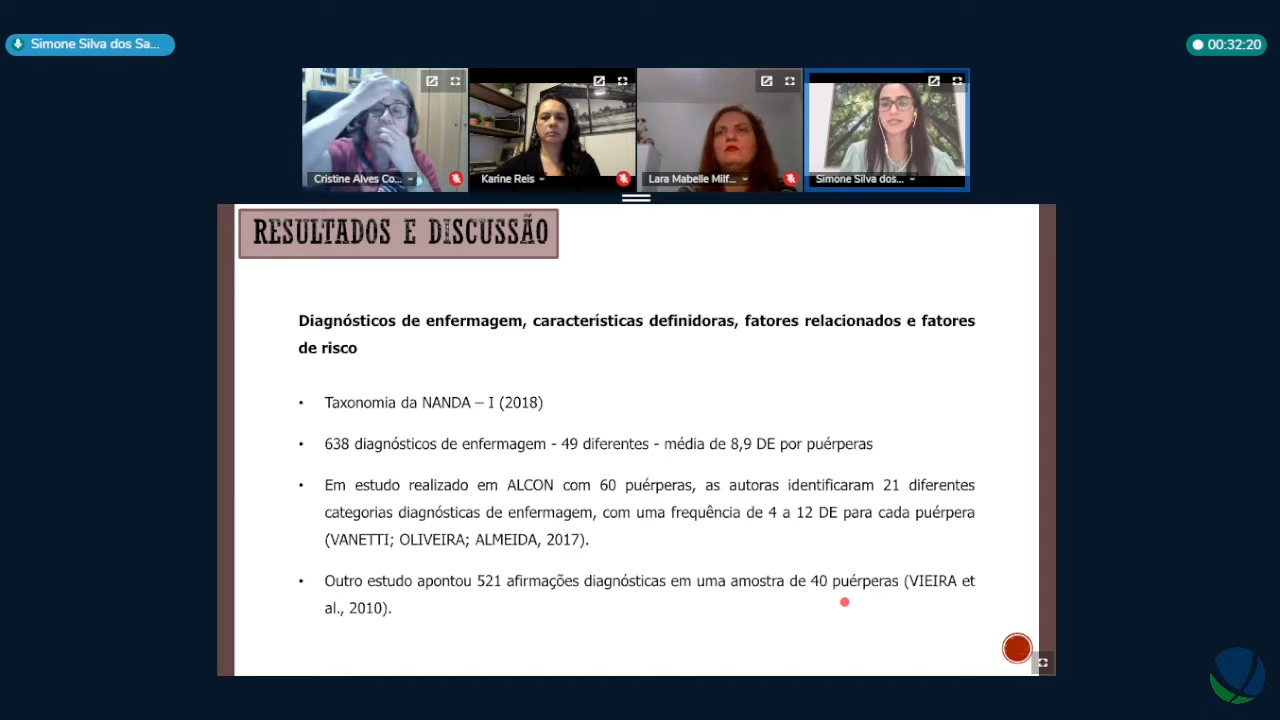 Simone Silva dos Sa...
00:32:20
Cristine Alves Co...
Karine Reis
Lara Mabelle Milf...
Simone Silva dos...
RESULTADOS E DISCUSSÃO
Diagnósticos de enfermagem, características definidoras, fatores relacionados e fatores
de risco
• Taxonomia da NANDA – I (2018)
• 638 diagnósticos de enfermagem - 49 diferentes - média de 8,9 DE por puérperas
• Em estudo realizado em ALCON com 60 puérperas, as autoras identificaram 21 diferentes
categorias diagnósticas de enfermagem, com uma frequência de 4 a 12 DE para cada puérpera
(VANETTI; OLIVEIRA; ALMEIDA, 2017).
• Outro estudo apontou 521 afirmações diagnósticas em uma amostra de 40 puérperas (VIEIRA et
al., 2010).